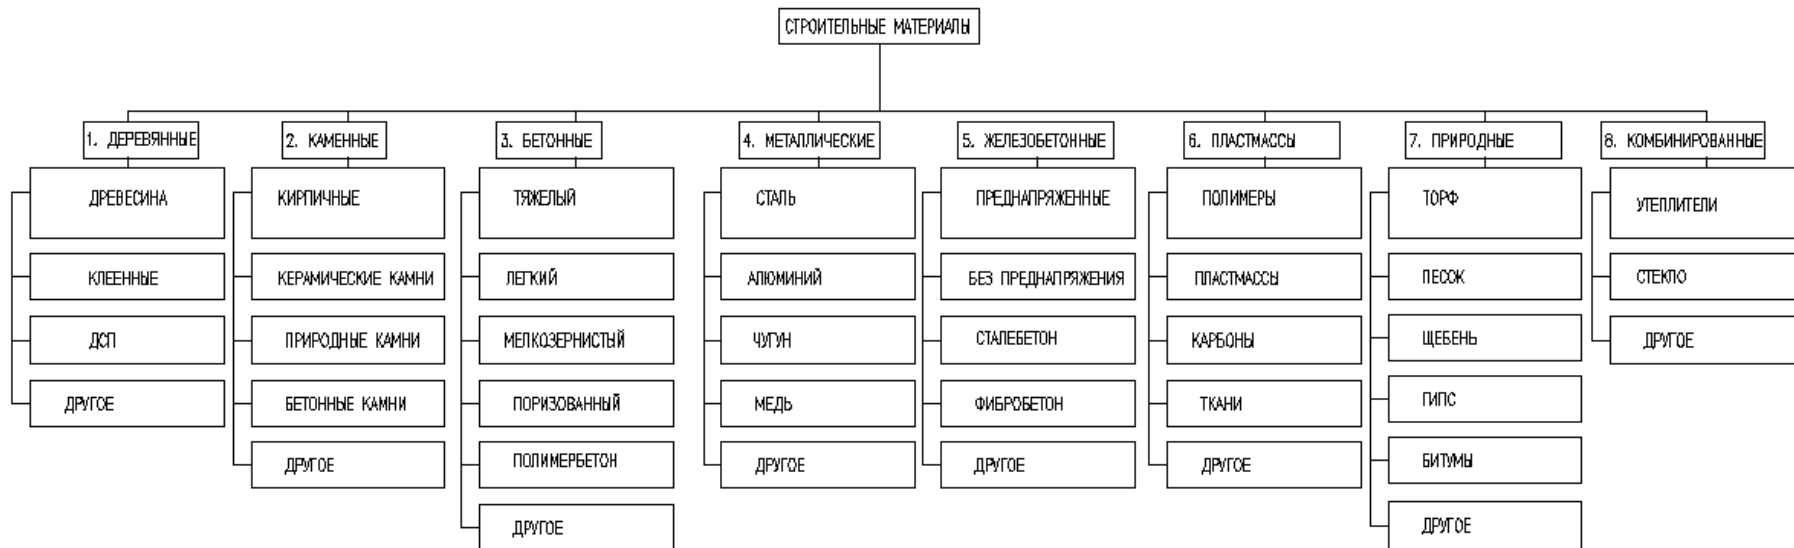 СТРОИТЕЛЬНЫЕ МАТЕРИАЛЫ
1. ДЕРЕВЯННЫЕ
ДРЕВЕСИНА
КЛЕЕННЫЕ
ДСП
ДРУГОЕ
2. КАМЕННЫЕ
КИРПИЧНЫЕ
КЕРАМИЧЕСКИЕ КАМНИ
ПРИРОДНЫЕ КАМНИ
БЕТОННЫЕ КАМНИ
ДРУГОЕ
3. БЕТОННЫЕ
ТЯЖЕЛЫЙ
ЛЕГКИЙ
МЕЛКОЗЕРНИСТЫЙ
ПОРИЗОВАННЫЙ
ПОЛИМЕРБЕТОН
ДРУГОЕ
4. МЕТАЛЛИЧЕСКИЕ
СТАЛЬ
АЛЮМИНИЙ
ЧУГУН
МЕДЬ
ДРУГОЕ
5. ЖЕЛЕЗОБЕТОННЫЕ
ПРЕДНАПРЯЖЕННЫЕ
БЕЗ ПРЕДНАПРЯЖЕНИЯ
СТАЛЕБЕТОН
ФИБРОБЕТОН
ДРУГОЕ
6. ПЛАСТМАССЫ
ПОЛИМЕРЫ
ПЛАСТМАССЫ
КАРБОНЫ
ТКАНИ
ДРУГОЕ
7. ПРИРОДНЫЕ
ТОРФ
ПЕСОК
ЩЕБЕНЬ
ГИПС
БИТУМЫ
ДРУГОЕ
8. КОМБИНИРОВАННЫЕ
УТЕПЛИТЕЛИ
СТЕКЛО
ДРУГОЕ